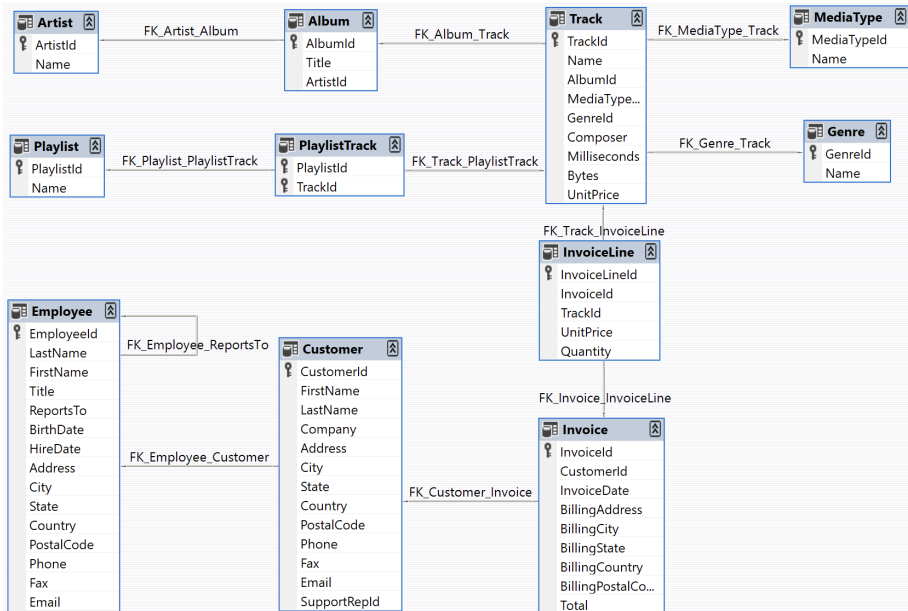 Artist
ArtistId
Name
FK_Artist_Album
Album
AlbumId
Title
ArtistId
FK_Album_Track
Track
TrackId
Name
AlbumId
MediaType...
GenreId
Composer
Milliseconds
Bytes
UnitPrice
FK_MediaType_Track
MediaType
MediaTypeId
Name
Playlist
PlaylistId
Name
FK_Playlist_PlaylistTrack
PlaylistTrack
PlaylistId
TrackId
FK_Track_PlaylistTrack
FK_Genre_Track
Genre
GenreId
Name
FK_Track_InvoiceLine
InvoiceLine
InvoiceLineId
InvoiceId
TrackId
UnitPrice
Quantity
Employee
EmployeeId
LastName
FirstName
Title
ReportsTo
BirthDate
HireDate
Address
City
State
Country
PostalCode
Phone
Fax
Email
FK_Employee_ReportsTo
FK_Employee_Customer
Customer
CustomerId
FirstName
LastName
Company
Address
City
State
Country
PostalCode
Phone
Fax
Email
SupportRepId
FK_Customer_Invoice
FK_Invoice_InvoiceLine
Invoice
InvoiceId
CustomerId
InvoiceDate
BillingAddress
BillingCity
BillingState
BillingCountry
BillingPostalCo...
Total